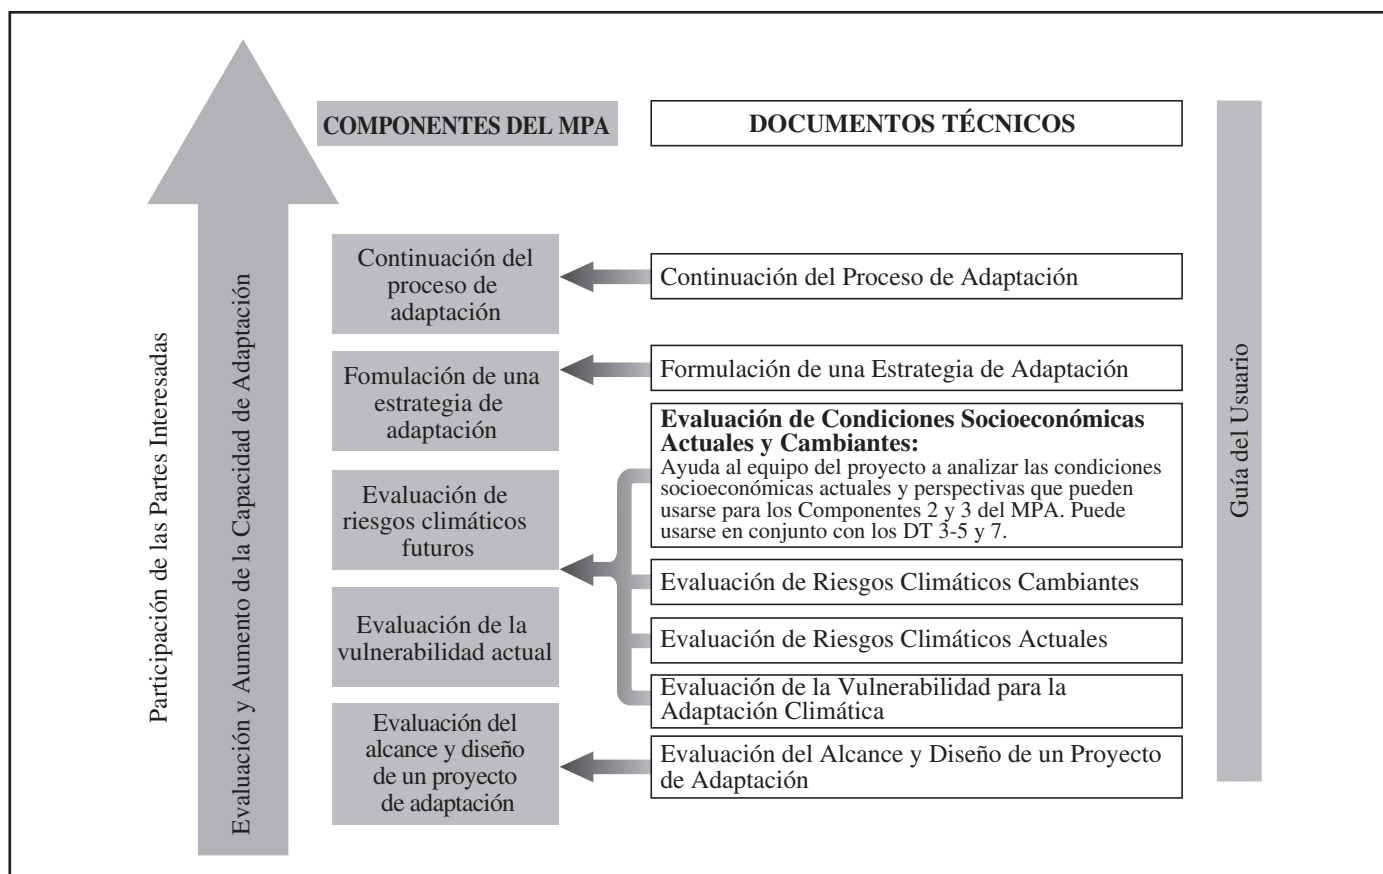 COMPONENTES DEL MPA
DOCUMENTOS TÉCNICOS
Participación de las Partes Interesadas
Evaluación y Aumento de la Capacidad de Adaptación
Continuación del
proceso de
adaptación
Fomulación de una
estrategia de
adaptación
Evaluación de
riesgos climáticos
futuros
Evaluación de la
vulnerabilidad actual
Evaluación del
alcance y diseño
de un proyecto
de adaptación
Continuación del Proceso de Adaptación
Formulación de una Estrategia de Adaptación
Evaluación de Condiciones Socioeconómicas
Actuales y Cambiantes:
Ayuda al equipo del proyecto a analizar las condiciones
socioeconómicas actuales y perspectivas que pueden
usarse para los Componentes 2 y 3 del MPA. Puede
usarse en conjunto con los DT 3-5 y 7.
Evaluación de Riesgos Climáticos Cambiantes
Evaluación de Riesgos Climáticos Actuales
Evaluación de la Vulnerabilidad para la
Adaptación Climática
Evaluación del Alcance y Diseño de un Proyecto
de Adaptación
Guía del Usuario